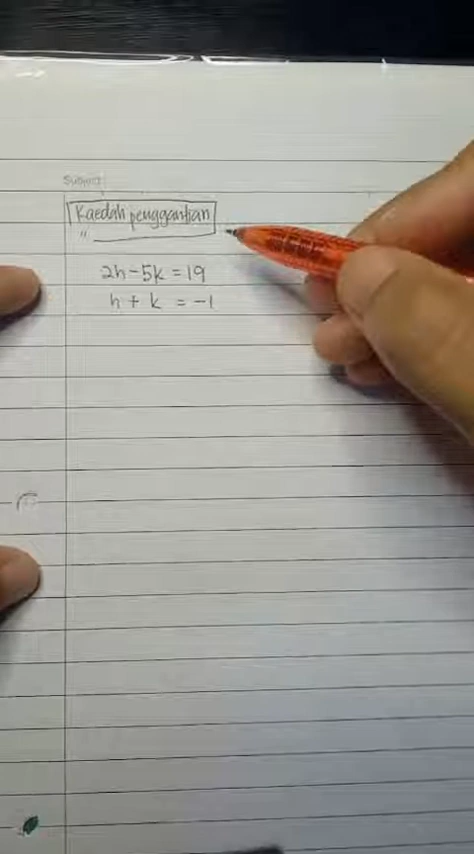 Subject
Kaedah penggantian
"
2h - 5k = 19
h + k = -1